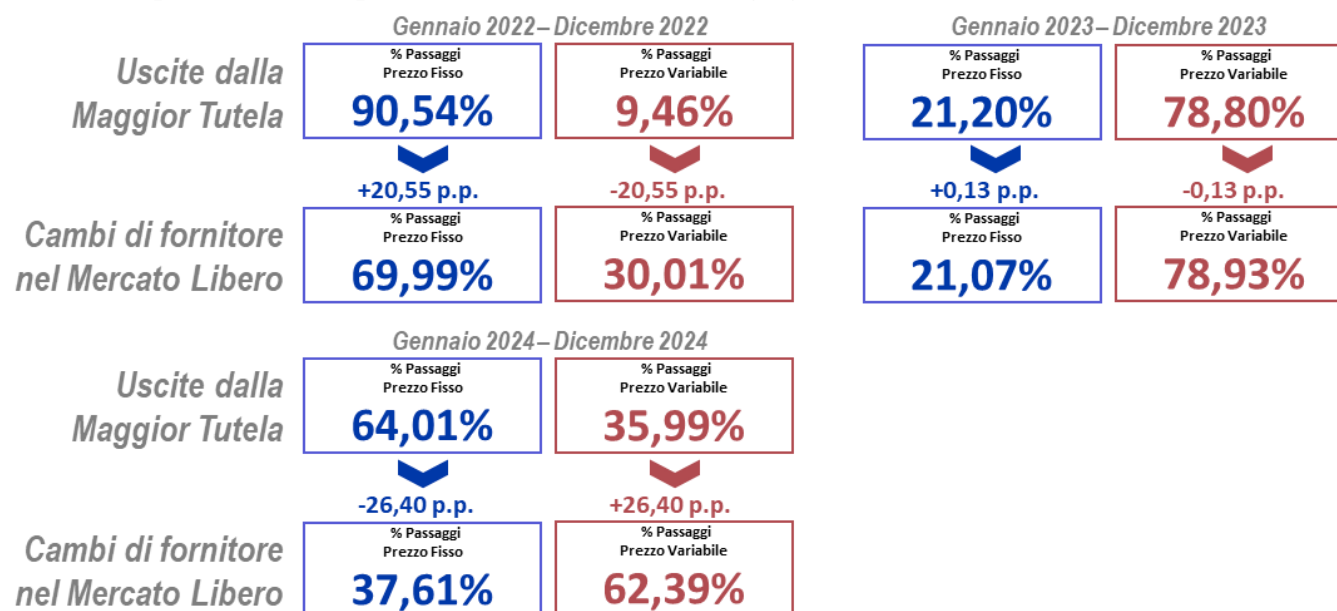 Gennaio 2022–Dicembre 2022
Uscite dalla
Maggior Tutela
% Passaggi
Prezzo Fisso
90,54%
% Passaggi
Prezzo Variabile
9,46%
+20,55 p.p.
-20,55 p.p.
Cambi di fornitore
nel Mercato Libero
% Passaggi
Prezzo Fisso
69,99%
% Passaggi
Prezzo Variabile
30,01%
Gennaio 2023–Dicembre 2023
% Passaggi
Prezzo Fisso
21,20%
% Passaggi
Prezzo Variabile
78,80%
+0,13 p.p.
-0,13 p.p.
% Passaggi
Prezzo Fisso
21,07%
% Passaggi
Prezzo Variabile
78,93%
Gennaio 2024–Dicembre 2024
Uscite dalla
Maggior Tutela
% Passaggi
Prezzo Fisso
64,01%
% Passaggi
Prezzo Variabile
35,99%
-26,40 p.p.
+26,40 p.p.
Cambi di fornitore
nel Mercato Libero
% Passaggi
Prezzo Fisso
37,61%
% Passaggi
Prezzo Variabile
62,39%